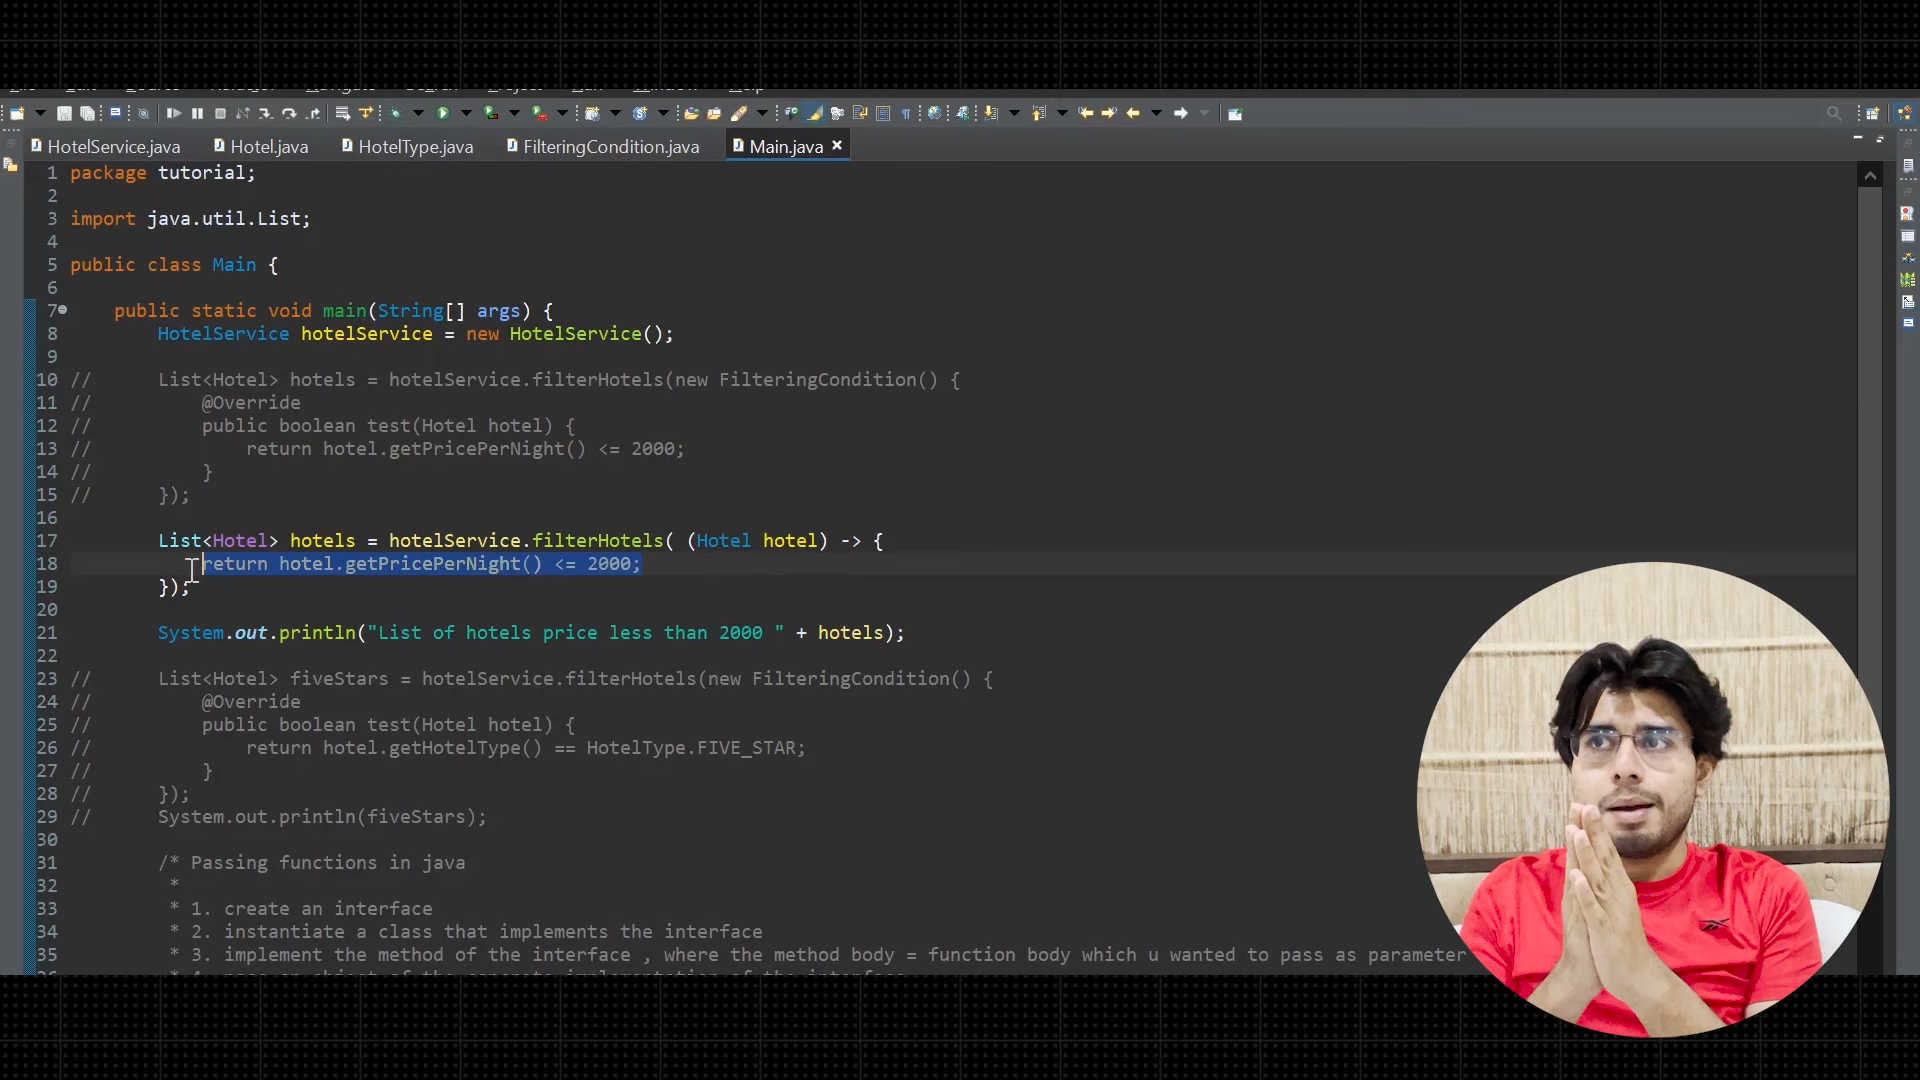 HotelService.java Hotel.java HotelType.java FilteringCondition.java Main.java
1 package tutorial;
2
3 import java.util.List;
4
5 public class Main {
6
7 public static void main(String[] args) {
8 HotelService hotelService = new HotelService();
9
10 // List<Hotel> hotels = hotelService.filterHotels(new FilteringCondition() {
11 // @Override
12 // public boolean test(Hotel hotel) {
13 // return hotel.getPricePerNight() <= 2000;
14 // }
15 // });
16
17 List<Hotel> hotels = hotelService.filterHotels( (Hotel hotel) -> {
18 return hotel.getPricePerNight() <= 2000;
19 });
20
21 System.out.println("List of hotels price less than 2000 " + hotels);
22
23 // List<Hotel> fiveStars = hotelService.filterHotels(new FilteringCondition() {
24 // @Override
25 // public boolean test(Hotel hotel) {
26 // return hotel.getHotelType() == HotelType.FIVE_STAR;
27 // }
28 // });
29 // System.out.println(fiveStars);
30
31 /* Passing functions in java
32 *
33 * 1. create an interface
34 * 2. instantiate a class that implements the interface
35 * 3. implement the method of the interface , where the method body = function body which u wanted to pass as parameter